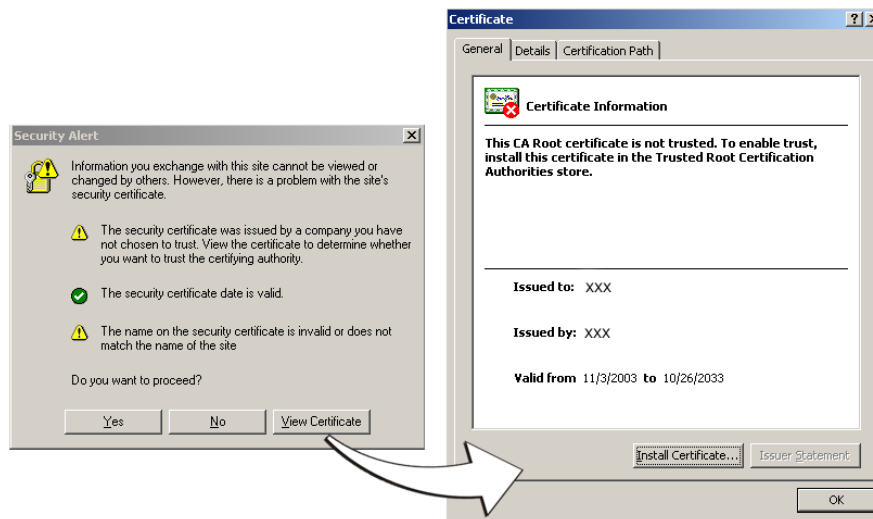 Security Alert
Information you exchange with this site cannot be viewed or
changed by others. However, there is a problem with the site's
security certificate.
The security certificate was issued by a company you have
not chosen to trust. View the certificate to determine whether
you want to trust the certifying authority.
The security certificate date is valid.
The name on the security certificate is invalid or does not
match the name of the site
Do you want to proceed?
Yes
No
View Certificate
Certificate
General
Details
Certification Path
Certificate Information
This CA Root certificate is not trusted. To enable trust,
install this certificate in the Trusted Root Certification
Authorities store.
Issued to: XXX
Issued by: XXX
Valid from 11/3/2003 to 10/26/2033
Install Certificate...
Issuer Statement
OK